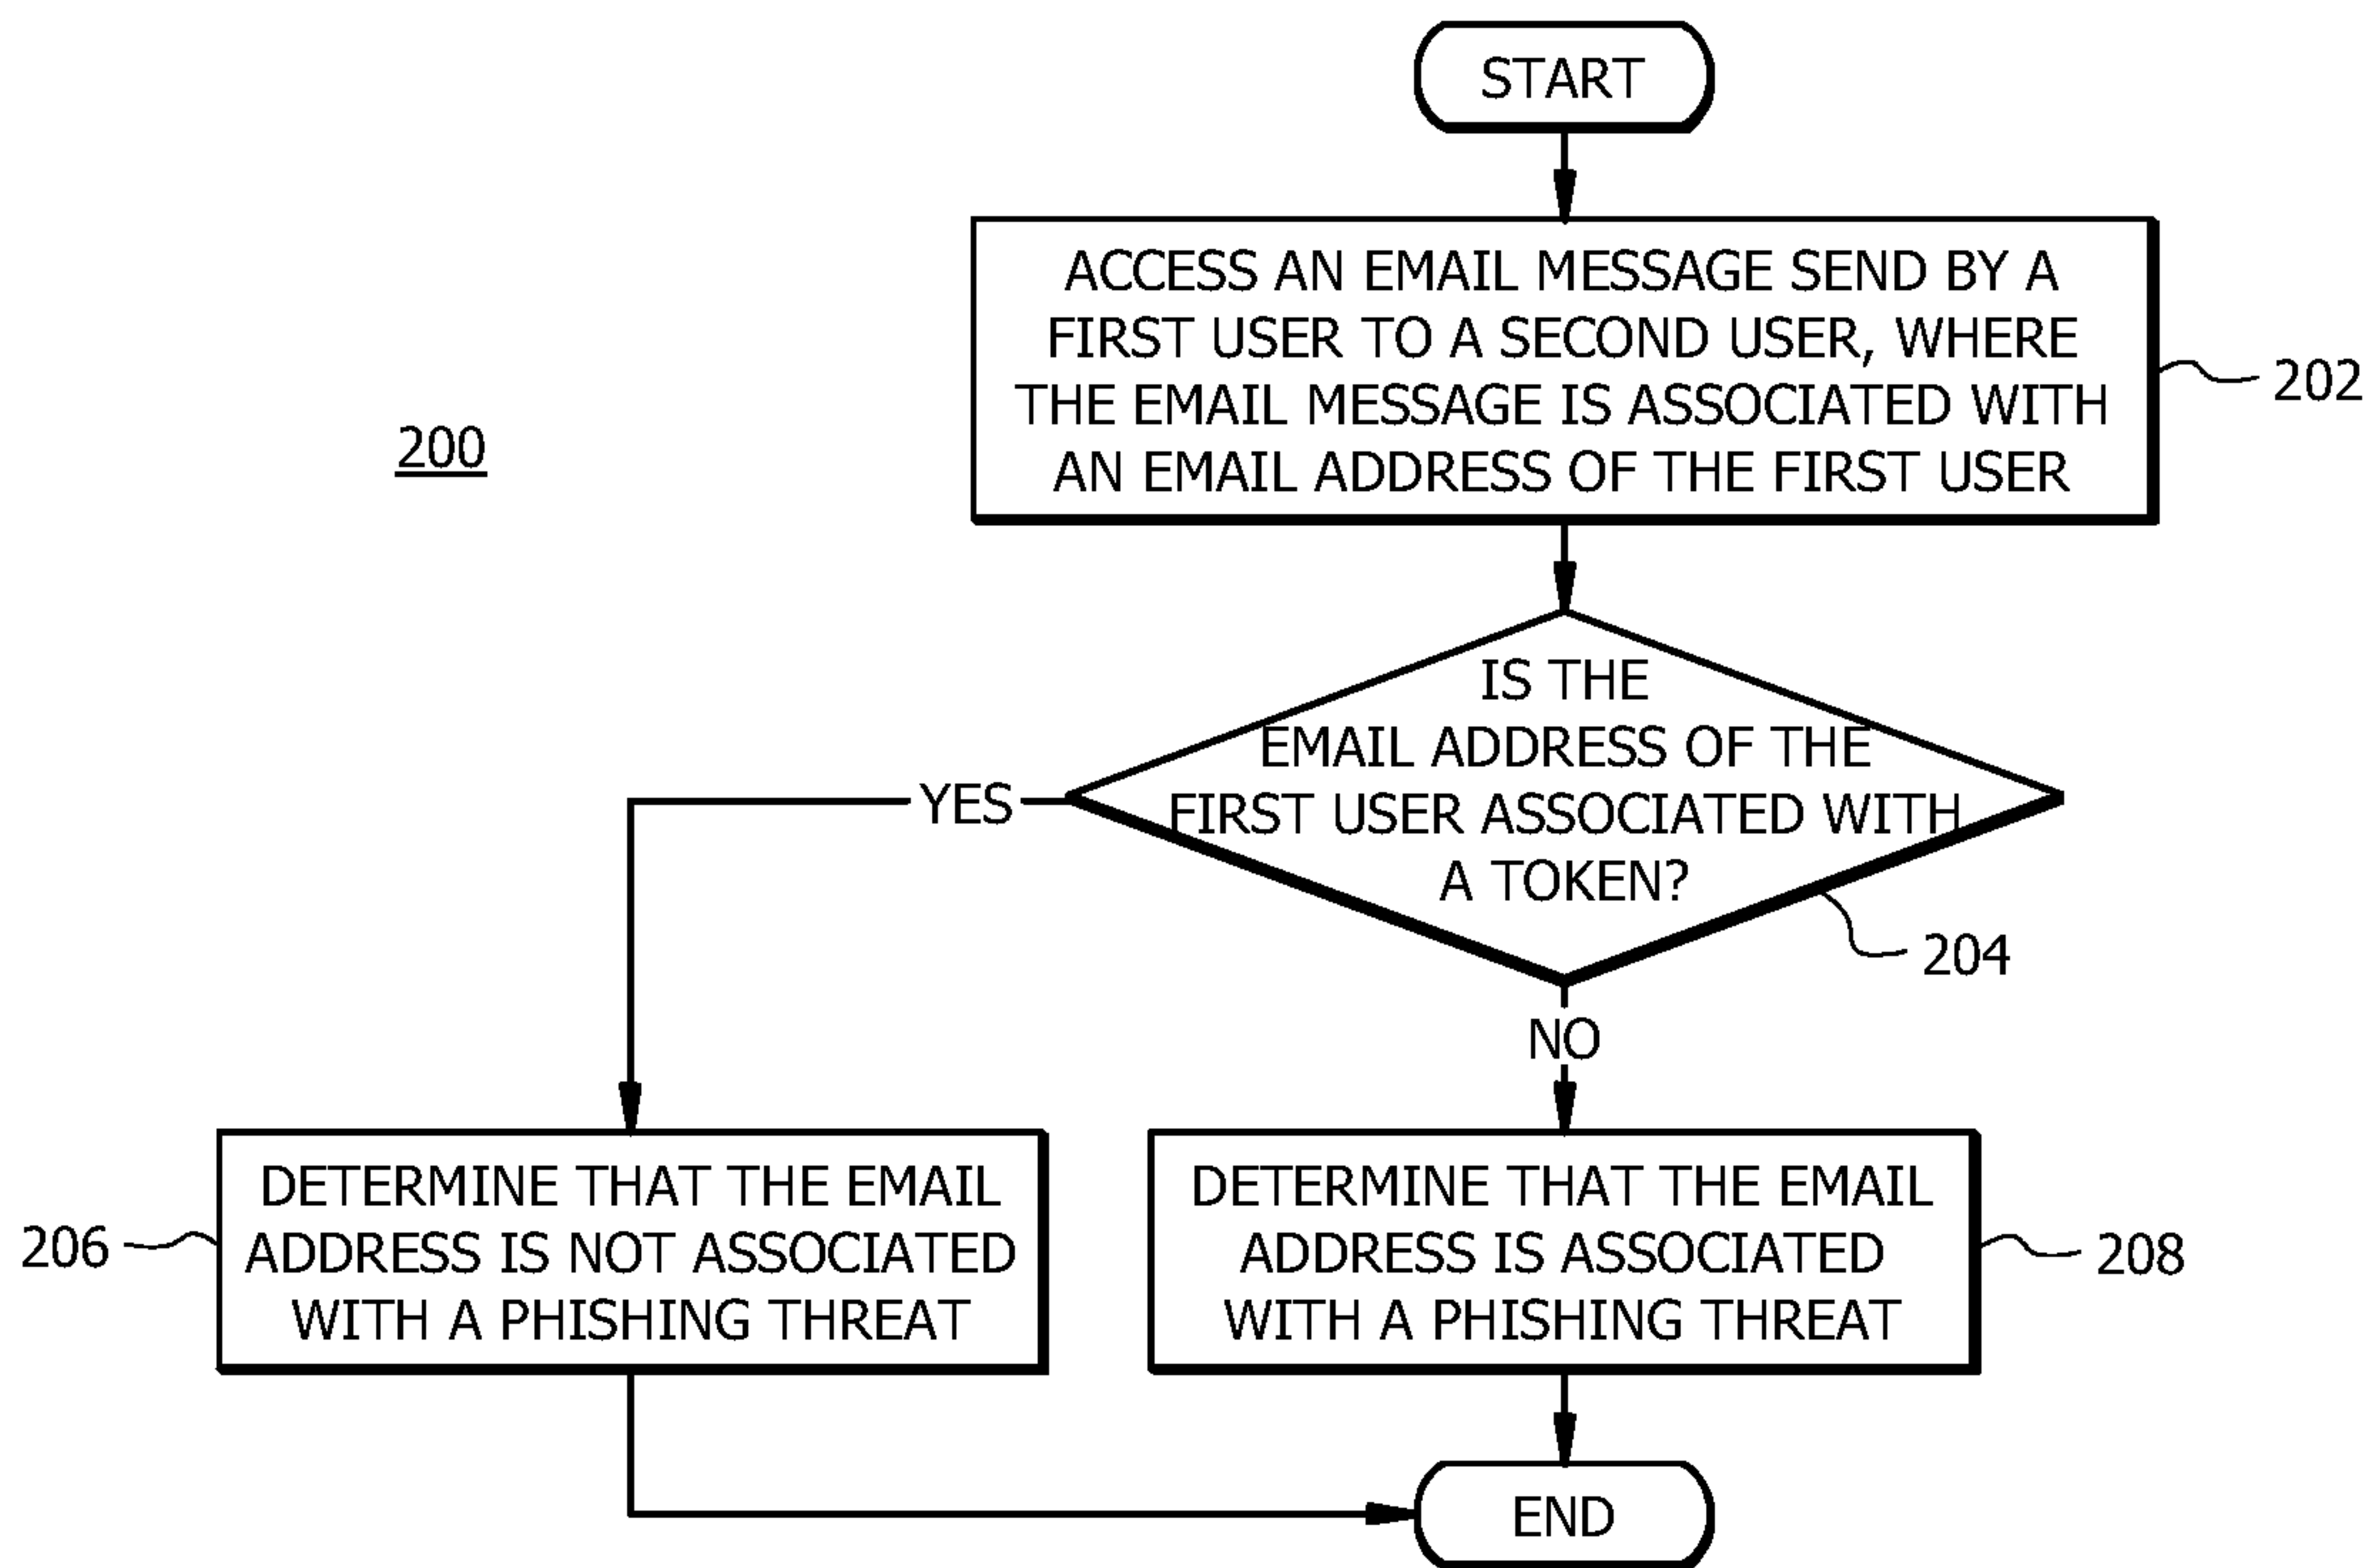 START
ACCESS AN EMAIL MESSAGE SEND BY A
FIRST USER TO A SECOND USER, WHERE
THE EMAIL MESSAGE IS ASSOCIATED WITH
AN EMAIL ADDRESS OF THE FIRST USER
202
200
IS THE
EMAIL ADDRESS OF THE
FIRST USER ASSOCIATED WITH
A TOKEN?
204
YES
NO
DETERMINE THAT THE EMAIL
ADDRESS IS NOT ASSOCIATED
WITH A PHISHING THREAT
206
DETERMINE THAT THE EMAIL
ADDRESS IS ASSOCIATED
WITH A PHISHING THREAT
208
END